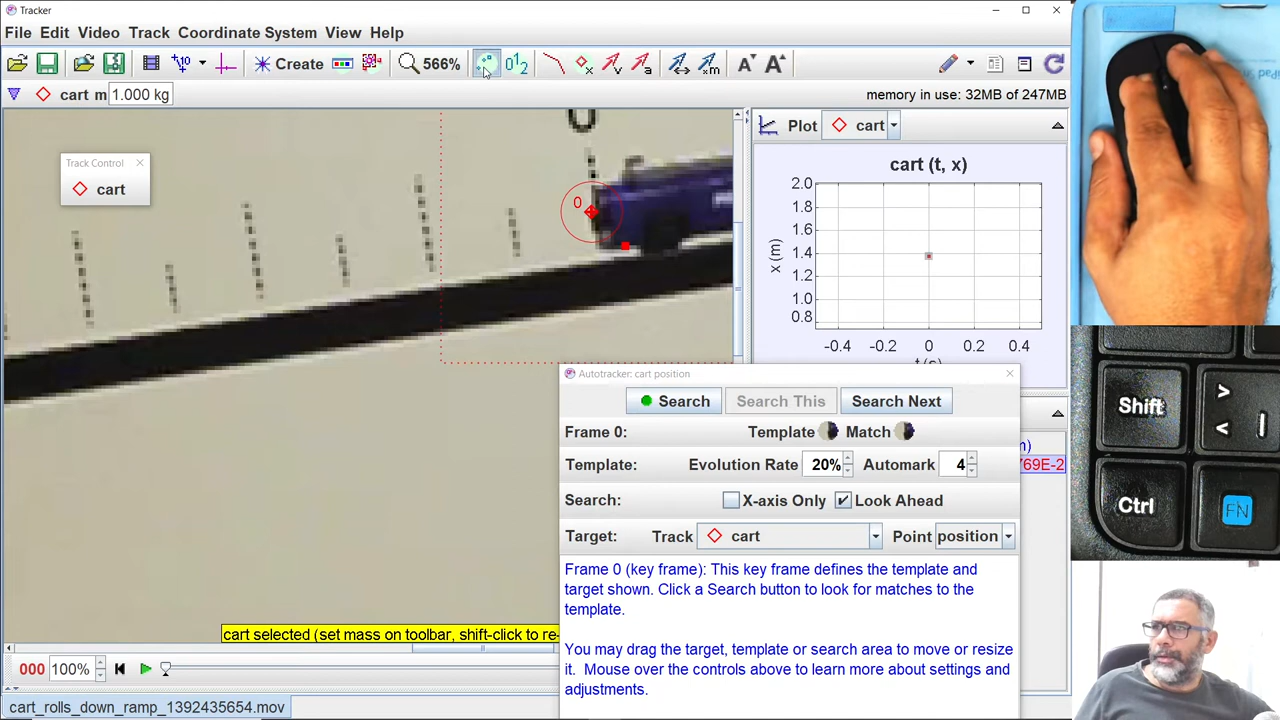 Tracker
File Edit Video Track Coordinate System View Help
Create 566%
cart m 1.000 kg memory in use: 32MB of 247MB
Track Control
cart
0
Plot cart
cart (t, x)
2.0
1.8
1.6
1.4
1.2
1.0
0.8
x (m)
-0.4 -0.2 0 0.2 0.4
Autotracker: cart position
Search Search This Search Next
Frame 0: Template Match
Template: Evolution Rate 20% Automark 4
769E-2
Search: X-axis Only Look Ahead
Target: Track cart Point position
Frame 0 (key frame): This key frame defines the template and
target shown. Click a Search button to look for matches to the
template.
You may drag the target, template or search area to move or resize
it. Mouse over the controls above to learn more about settings and
adjustments.
cart selected (set mass on toolbar, shift-click to re-
000 100%
cart_rolls_down_ramp_1392435654.mov
Shift
> <
Ctrl
FN